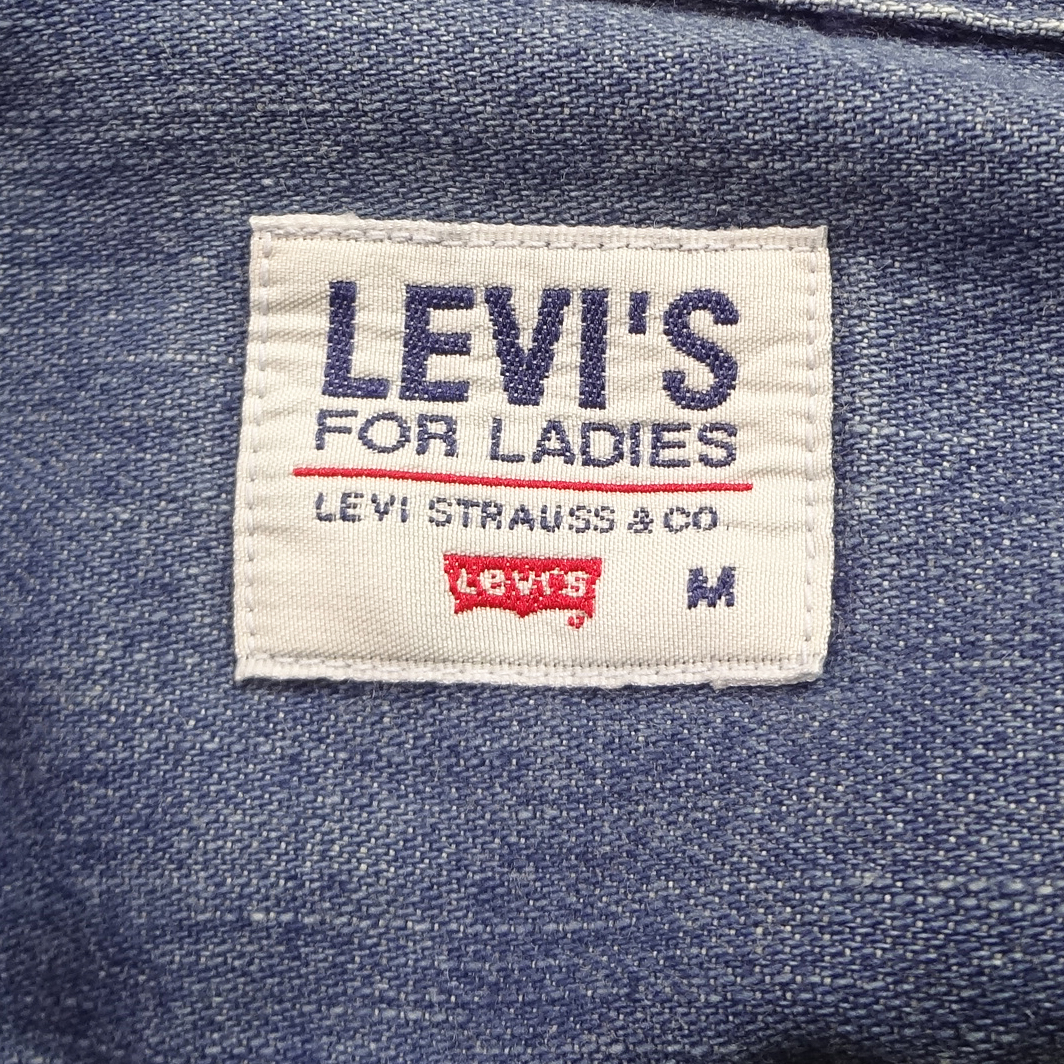 LEVI'S
FOR LADIES
LEVI STRAUSS & CO
Levi's M